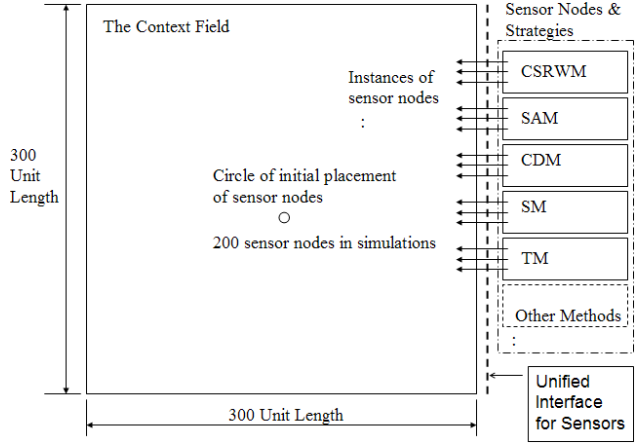 The Context Field
Sensor Nodes &
Strategies
Instances of
sensor nodes
:
CSRWM
SAM
CDM
SM
TM
Other Methods
:
300
Unit
Length
Circle of initial placement
of sensor nodes
200 sensor nodes in simulations
300 Unit Length
Unified
Interface
for Sensors